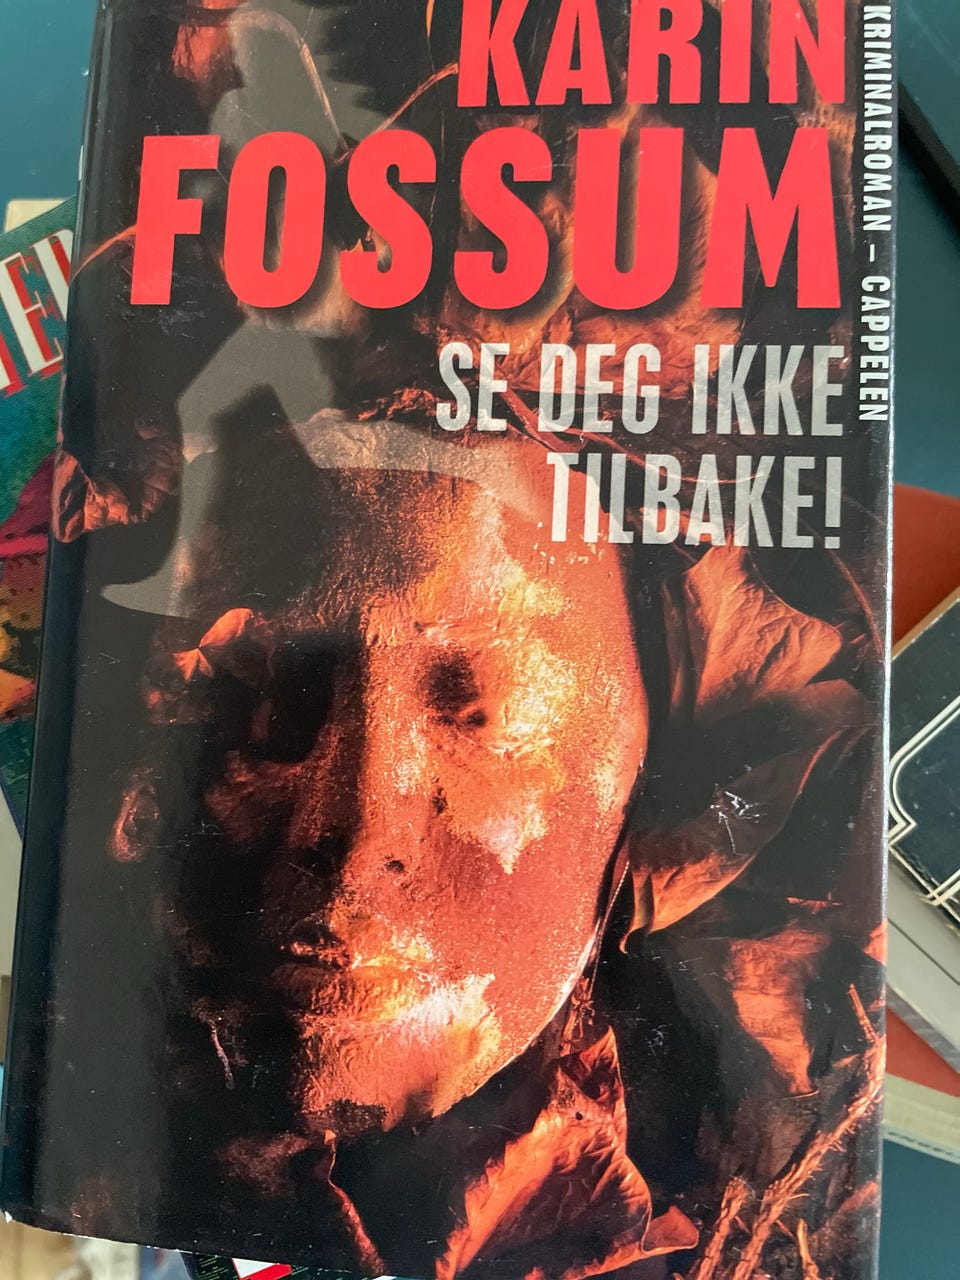 KARIN
FOSSUM
SE DEG IKKE
TILBAKE!
KRIMINALROMAN – CAPPELEN